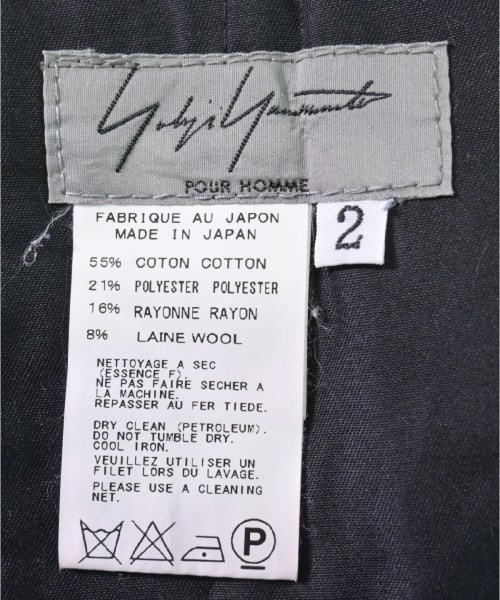 Yohji Yamamoto
POUR HOMME
2
FABRIQUE AU JAPON
MADE IN JAPAN
55% COTON COTTON
21% POLYESTER POLYESTER
16% RAYONNE RAYON
8% LAINE WOOL
NETTOYAGE A SEC
(ESSENCE F).
NE PAS FAIRE SECHER A
LA MACHINE.
REPASSER AU FER TIEDE.
DRY CLEAN (PETROLEUM).
DO NOT TUMBLE DRY.
COOL IRON.
VEUILLEZ UTILISER UN
FILET LORS DU LAVAGE.
PLEASE USE A CLEANING
NET.
P